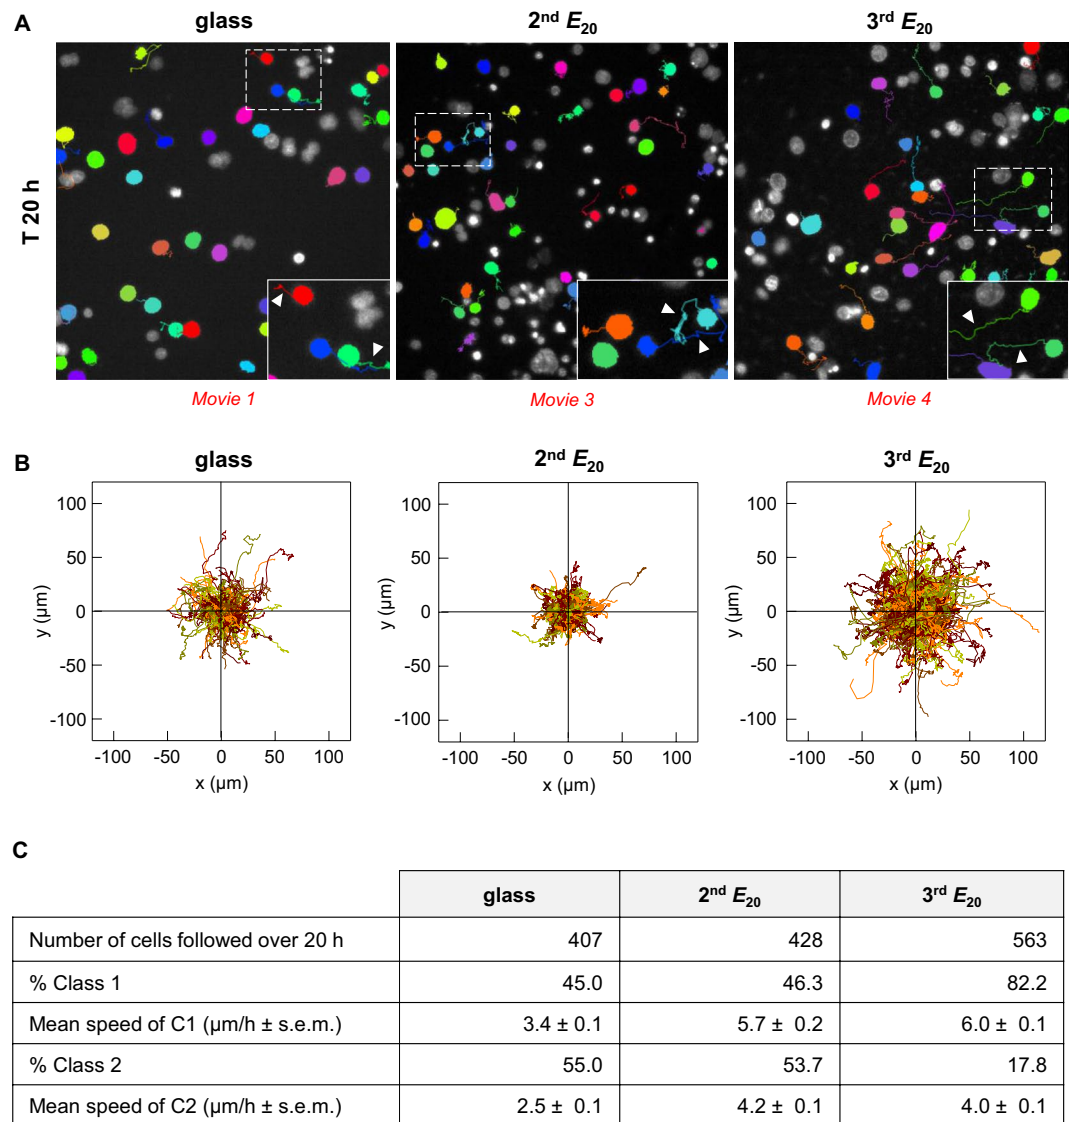 A
glass
2nd E20
3rd E20
T 20 h
Movie 1
Movie 3
Movie 4
B
glass
2nd E20
3rd E20
y (µm)
100
50
0
-50
-100
-100 -50 0 50 100
x (µm)
y (µm)
100
50
0
-50
-100
-100 -50 0 50 100
x (µm)
y (µm)
100
50
0
-50
-100
-100 -50 0 50 100
x (µm)
C
glass 2nd E20 3rd E20
Number of cells followed over 20 h 407 428 563
% Class 1 45.0 46.3 82.2
Mean speed of C1 (µm/h ± s.e.m.) 3.4 ± 0.1 5.7 ± 0.2 6.0 ± 0.1
% Class 2 55.0 53.7 17.8
Mean speed of C2 (µm/h ± s.e.m.) 2.5 ± 0.1 4.2 ± 0.1 4.0 ± 0.1